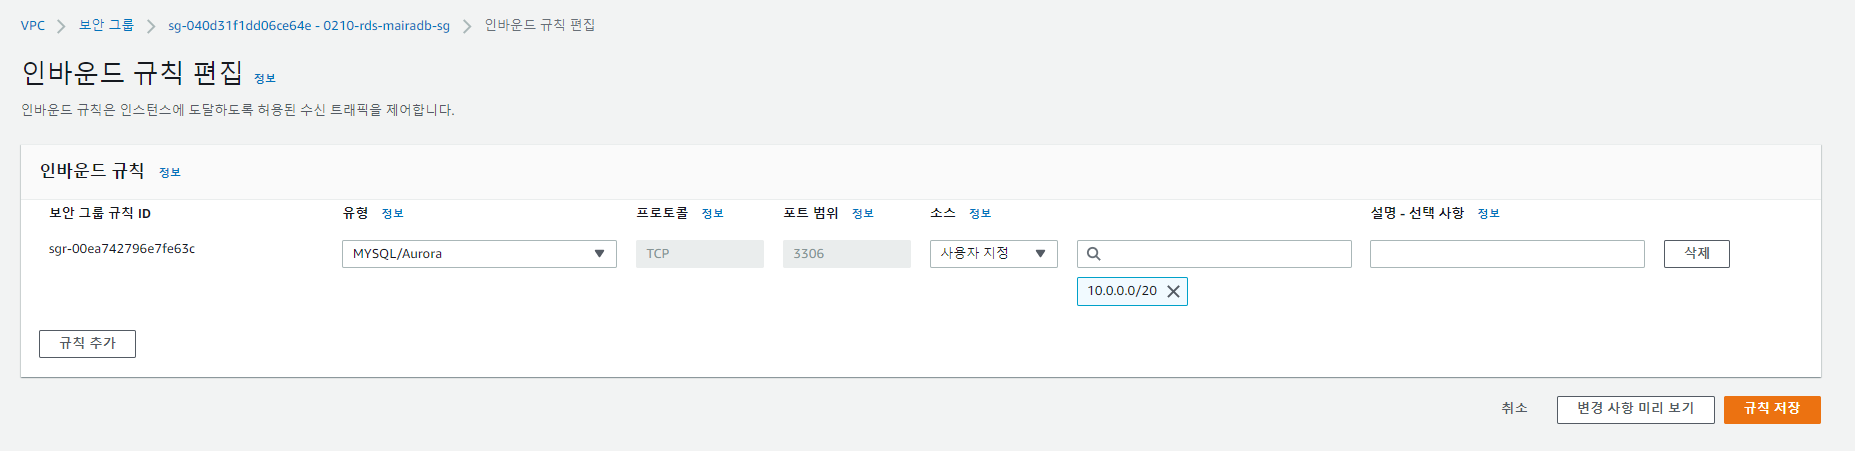 VPC > 보안 그룹 > sg-040d31f1dd06ce64e - 0210-rds-mairadb-sg > 인바운드 규칙 편집
인바운드 규칙 편집 정보
인바운드 규칙은 인스턴스에 도달하도록 허용된 수신 트래픽을 제어합니다.
인바운드 규칙 정보
보안 그룹 규칙 ID 유형 정보 프로토콜 정보 포트 범위 정보 소스 정보 설명 - 선택 사항 정보
sgr-00ea742796e7fe63c MYSQL/Aurora TCP 3306 사용자 지정 삭제
10.0.0.0/20
규칙 추가
취소 변경 사항 미리 보기 규칙 저장